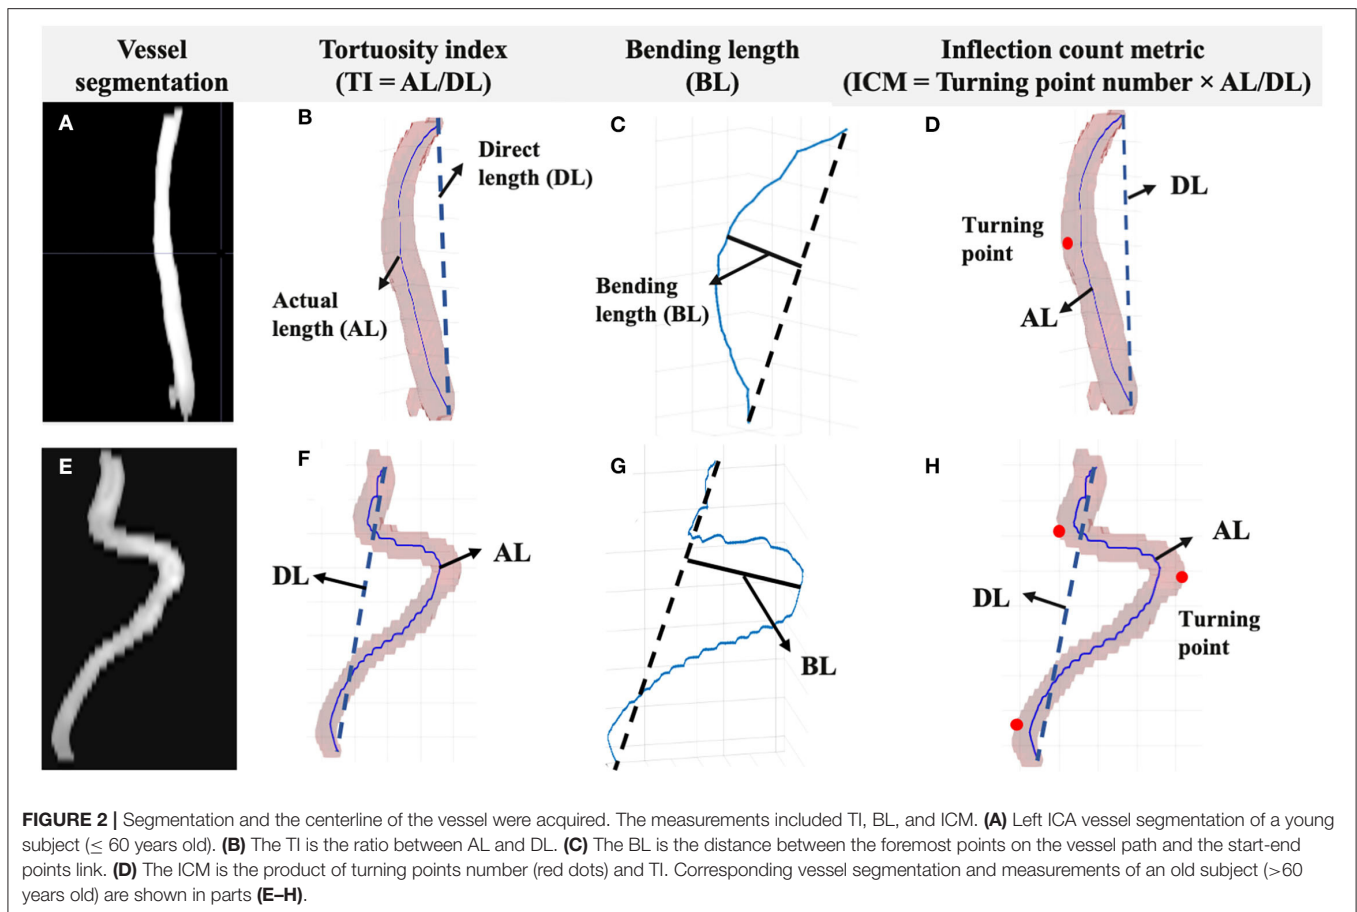 Vessel
segmentation
Tortuosity index
(TI = AL/DL)
Bending length
(BL)
Inflection count metric
(ICM = Turning point number × AL/DL)
A
B
Direct
length (DL)
Actual
length (AL)
C
Bending
length (BL)
D
DL
Turning
point
AL
E
F
DL
AL
G
BL
H
AL
DL
Turning
point
FIGURE 2 | Segmentation and the centerline of the vessel were acquired. The measurements included TI, BL, and ICM. (A) Left ICA vessel segmentation of a young
subject (≤ 60 years old). (B) The TI is the ratio between AL and DL. (C) The BL is the distance between the foremost points on the vessel path and the start-end
points link. (D) The ICM is the product of turning points number (red dots) and TI. Corresponding vessel segmentation and measurements of an old subject (>60
years old) are shown in parts (E–H).